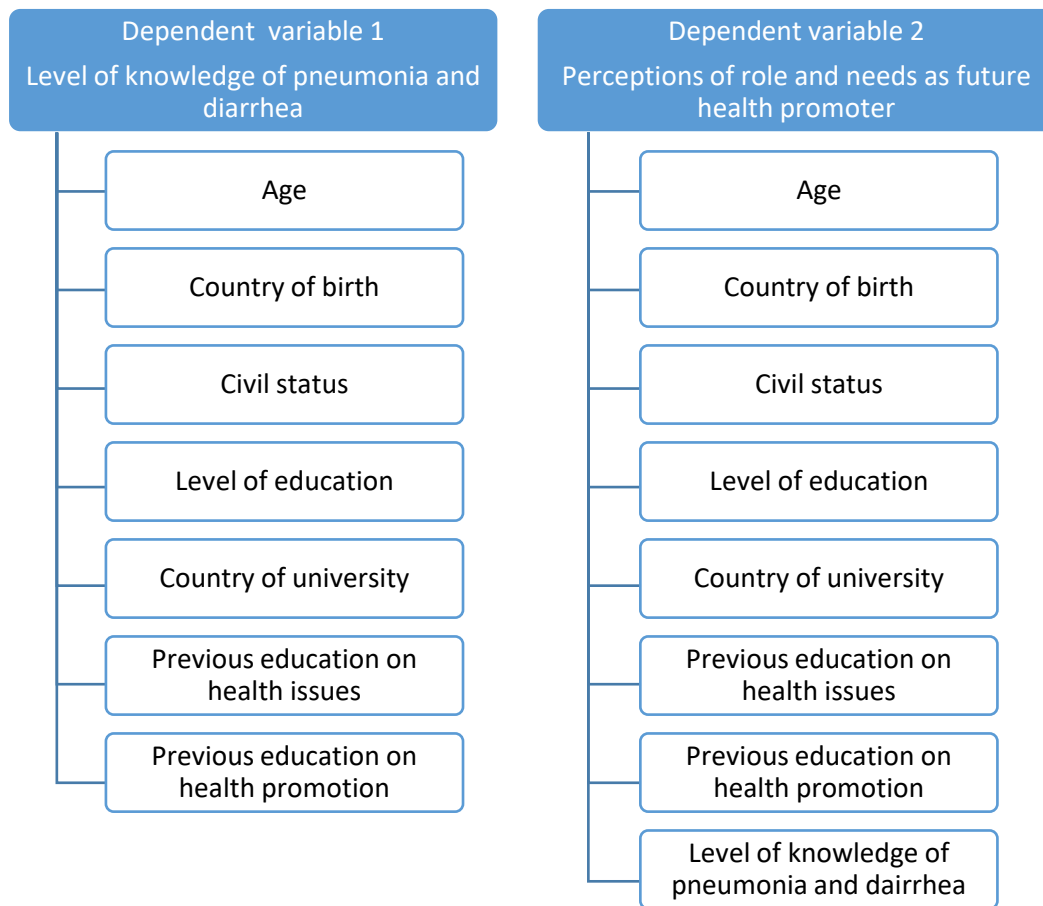 Dependent variable 1
Level of knowledge of pneumonia and
diarrhea
Age
Country of birth
Civil status
Level of education
Country of university
Previous education on
health issues
Previous education on
health promotion
Dependent variable 2
Perceptions of role and needs as future
health promoter
Age
Country of birth
Civil status
Level of education
Country of university
Previous education on
health issues
Previous education on
health promotion
Level of knowledge of
pneumonia and dairrhea